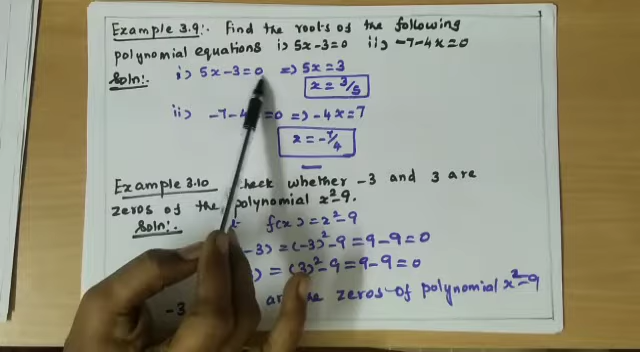 Example 3.9:- Find the roots of the following
polynomial equations i> 5x-3=0 ii> -7-4x=0
Soln:- i> 5x-3=0 => 5x=3
x=3/5
ii> -7-4 =0 => -4x=7
x=-7/4
Example 3.10 Check whether -3 and 3 are
zeros of the polynomial x²-9.
Soln:- f(x)=x²-9
-3)=(-3)²-9=9-9=0
)=(3)²-9=9-9=0
-3 are zeros of polynomial x²-9